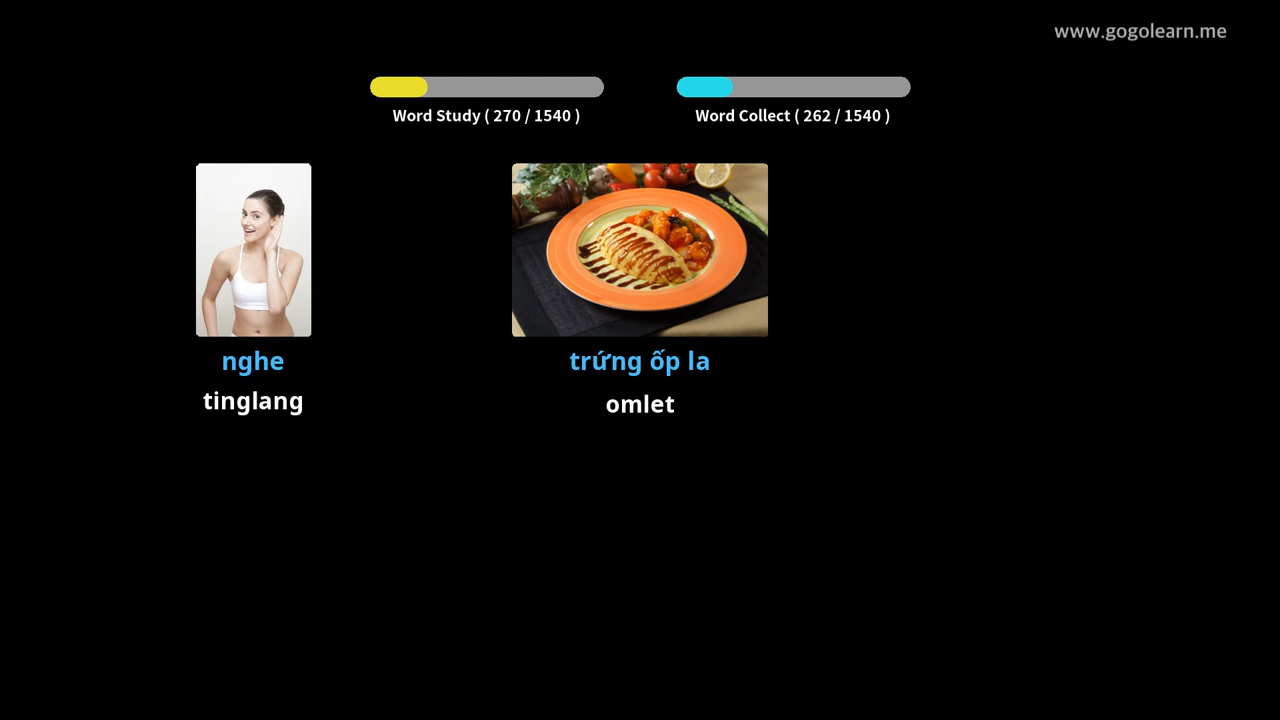 www.gogolearn.me
Word Study ( 270 / 1540 )
Word Collect ( 262 / 1540 )
nghe
tinglang
trứng ốp la
omlet